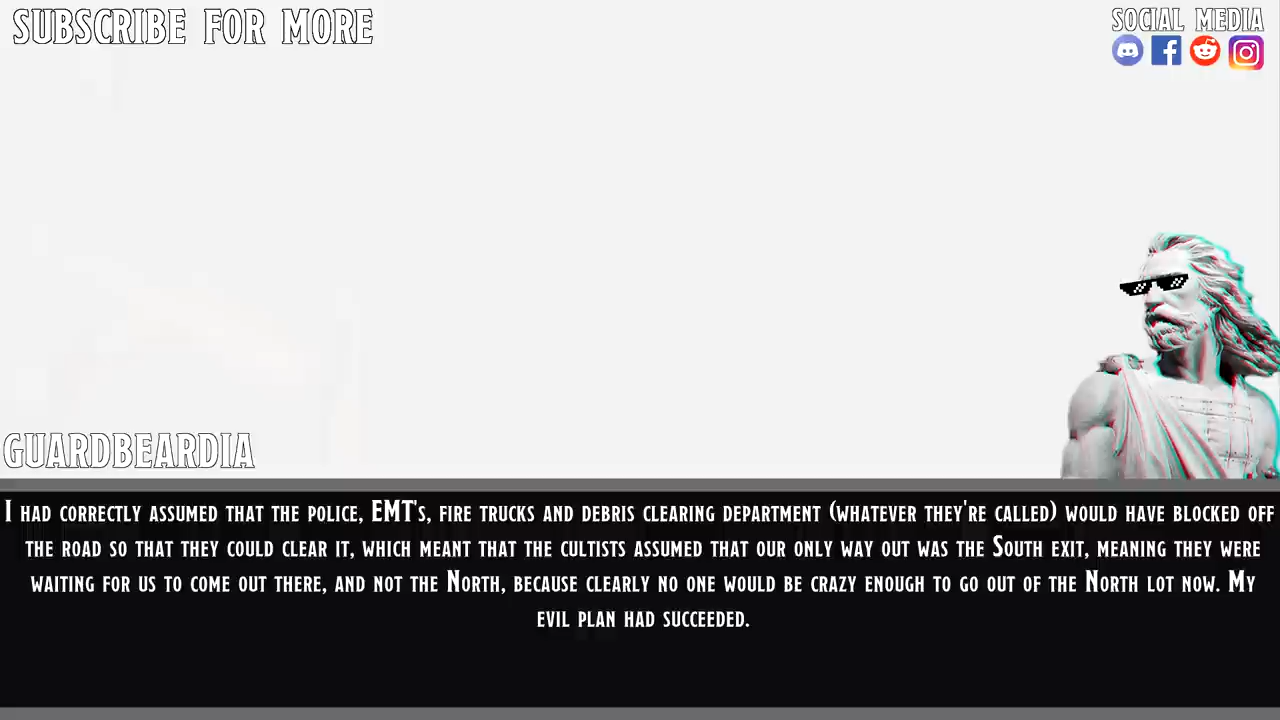 SUBSCRIBE FOR MORE
SOCIAL MEDIA
GUARDBEARDIA
I had correctly assumed that the police, EMT's, fire trucks and debris clearing department (whatever they're called) would have blocked off
the road so that they could clear it, which meant that the cultists assumed that our only way out was the South exit, meaning they were
waiting for us to come out there, and not the North, because clearly no one would be crazy enough to go out of the North lot now. My
evil plan had succeeded.